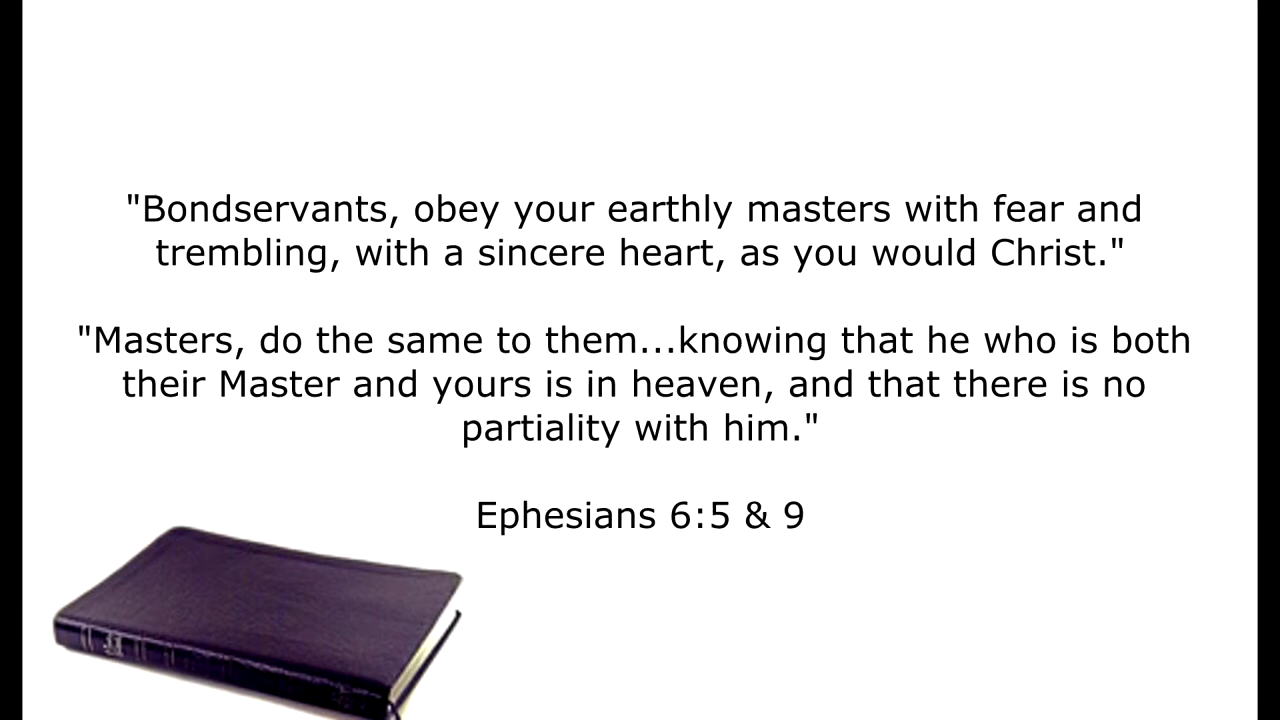 "Bondservants, obey your earthly masters with fear and
trembling, with a sincere heart, as you would Christ."
"Masters, do the same to them...knowing that he who is both
their Master and yours is in heaven, and that there is no
partiality with him."
Ephesians 6:5 & 9